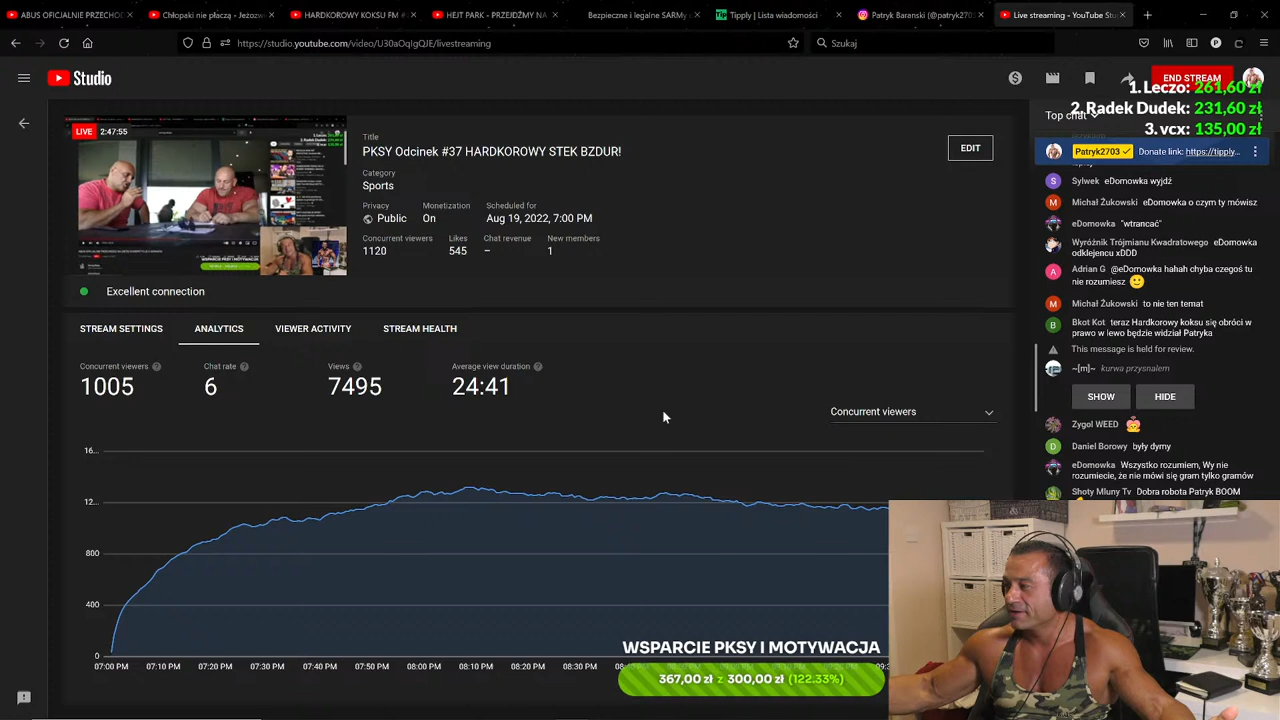 ABUS OFICJALNIE PRZECHOD
Chłopaki nie płaczą - Jeżozwi
HARDKOROWY KOKSU FM #
HEJT PARK - PRZEJDŹMY NA
Bezpieczne i legalne SARMy
Tipply | Lista wiadomości
Patryk Baranski (@patryk270
Live streaming - YouTube Stu
https://studio.youtube.com/video/U30aOqIgQJE/livestreaming
Szukaj
Studio
END STREAM
1. Leczo: 261,60 zł
2. Radek Dudek: 231,60 zł
3. vcx: 135,00 zł
Top chat
LIVE 2:47:55
Title
PKSY Odcinek #37 HARDKOROWY STEK BZDUR!
EDIT
Category
Sports
Privacy
Monetization
Scheduled for
Public
On
Aug 19, 2022, 7:00 PM
Concurrent viewers
Likes
Chat revenue
New members
1120
545
–
1
Excellent connection
STREAM SETTINGS
ANALYTICS
VIEWER ACTIVITY
STREAM HEALTH
Concurrent viewers
Chat rate
Views
Average view duration
1005
6
7495
24:41
Concurrent viewers
16...
12...
800
400
0
07:00 PM
07:10 PM
07:20 PM
07:30 PM
07:40 PM
07:50 PM
08:00 PM
08:10 PM
08:20 PM
08:30 PM
WSPARCIE PKSY I MOTYWACJA
367,00 zł z 300,00 zł (122.33%)
Patryk2703 Donate link: https://tipply...
Sylwek eDomowka wyjdź
Michał Żukowski eDomowka o czym ty mówisz
eDomowka "wtrancać"
Wyróźnik Trójmianu Kwadratowego eDomowka
odklejencu xDDD
Adrian G @eDomowka hahah chyba czegoś tu
nie rozumiesz
Michał Żukowski to nie ten temat
Bkot Kot teraz Hardkorowy koksu się obróci w
prawo w lewo będzie widział Patryka
This message is held for review.
~[m]~ kurwa przysnalem
SHOW
HIDE
Zygol WEED
Daniel Borowy były dymy
eDomowka Wszystko rozumiem, Wy nie
rozumiecie, że nie mówi się gram tylko gramów
Shoty Mluny Tv Dobra robota Patryk BOOM